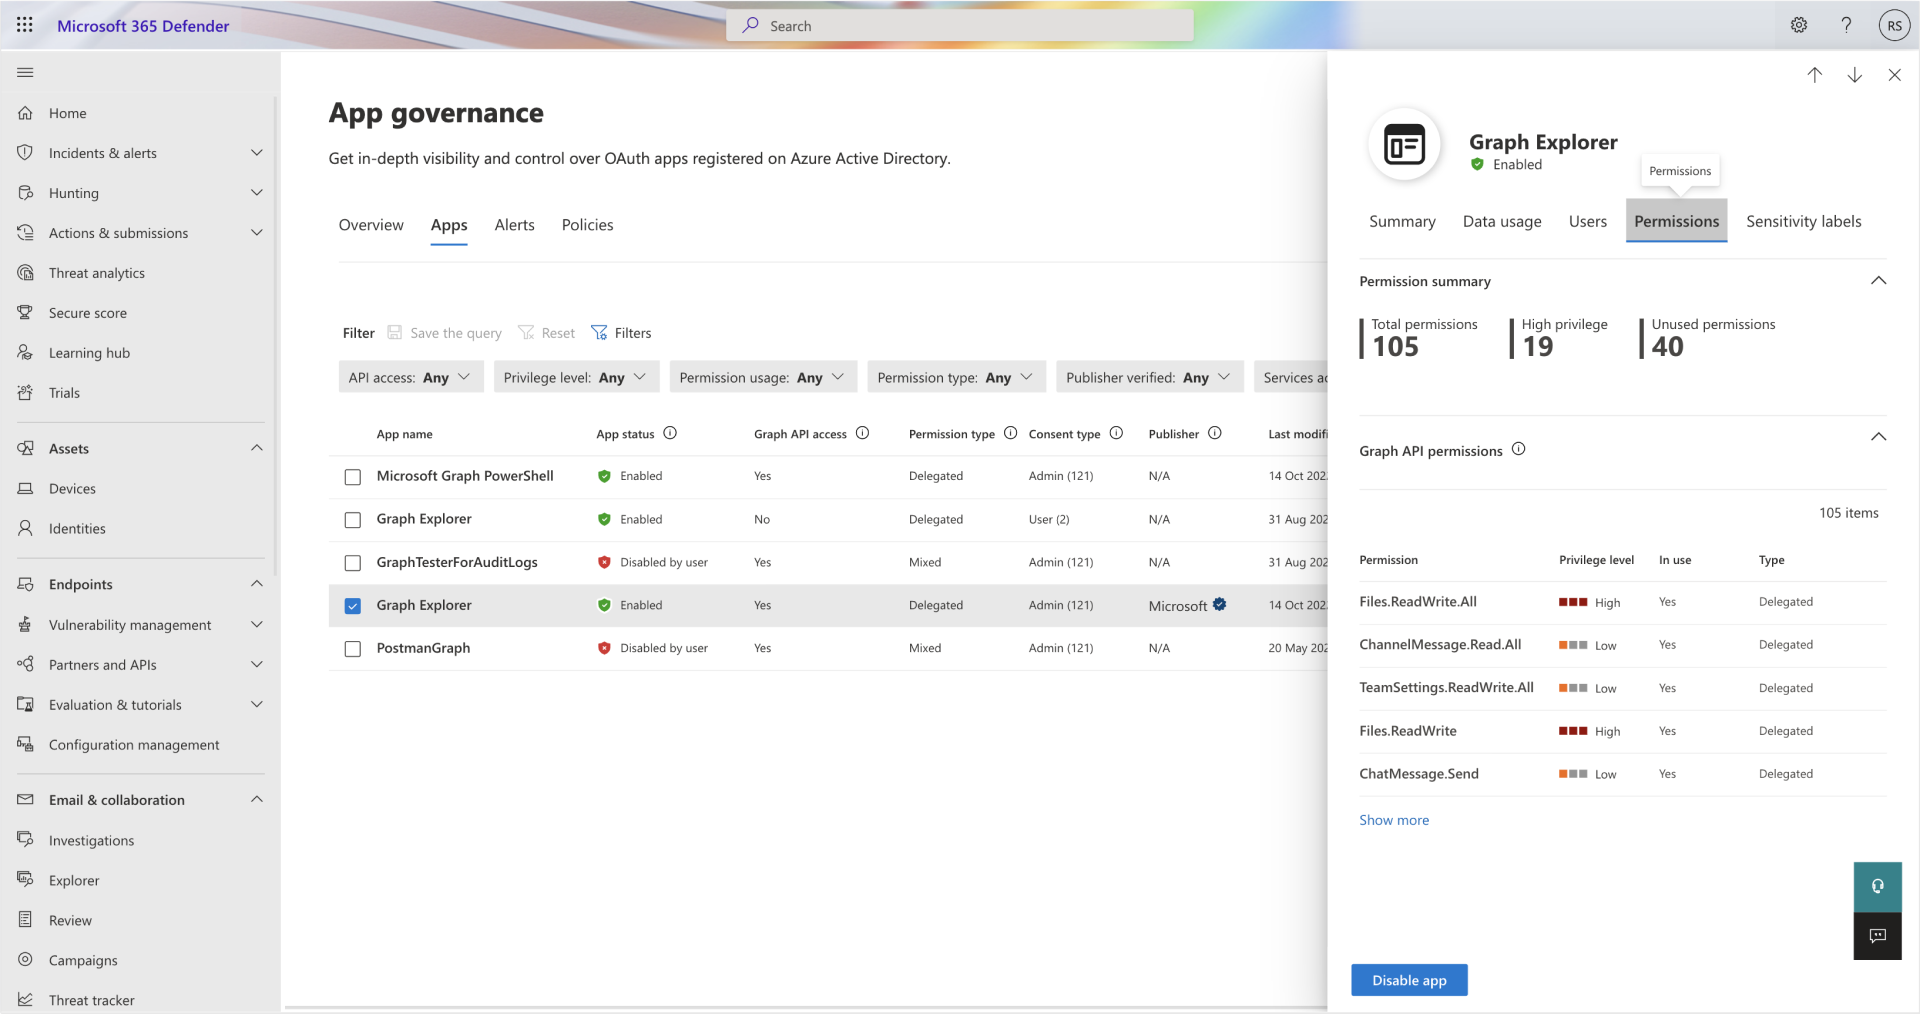 Microsoft 365 Defender
Search
RS
Home
Incidents & alerts
Hunting
Actions & submissions
Threat analytics
Secure score
Learning hub
Trials
Assets
Devices
Identities
Endpoints
Vulnerability management
Partners and APIs
Evaluation & tutorials
Configuration management
Email & collaboration
Investigations
Explorer
Review
Campaigns
Threat tracker
App governance
Get in-depth visibility and control over OAuth apps registered on Azure Active Directory.
Overview Apps Alerts Policies
Filter Save the query Reset Filters
API access: Any Privilege level: Any Permission usage: Any Permission type: Any Publisher verified: Any Services ac
App name App status Graph API access Permission type Consent type Publisher Last modifi
Microsoft Graph PowerShell Enabled Yes Delegated Admin (121) N/A 14 Oct 202
Graph Explorer Enabled No Delegated User (2) N/A 31 Aug 202
GraphTesterForAuditLogs Disabled by user Yes Mixed Admin (121) N/A 31 Aug 202
Graph Explorer Enabled Yes Delegated Admin (121) Microsoft 14 Oct 202
PostmanGraph Disabled by user Yes Mixed Admin (121) N/A 20 May 202
Graph Explorer
Enabled
Permissions
Summary Data usage Users Permissions Sensitivity labels
Permission summary
Total permissions High privilege Unused permissions
105 19 40
Graph API permissions
105 items
Permission Privilege level In use Type
Files.ReadWrite.All High Yes Delegated
ChannelMessage.Read.All Low Yes Delegated
TeamSettings.ReadWrite.All Low Yes Delegated
Files.ReadWrite High Yes Delegated
ChatMessage.Send Low Yes Delegated
Show more
Disable app